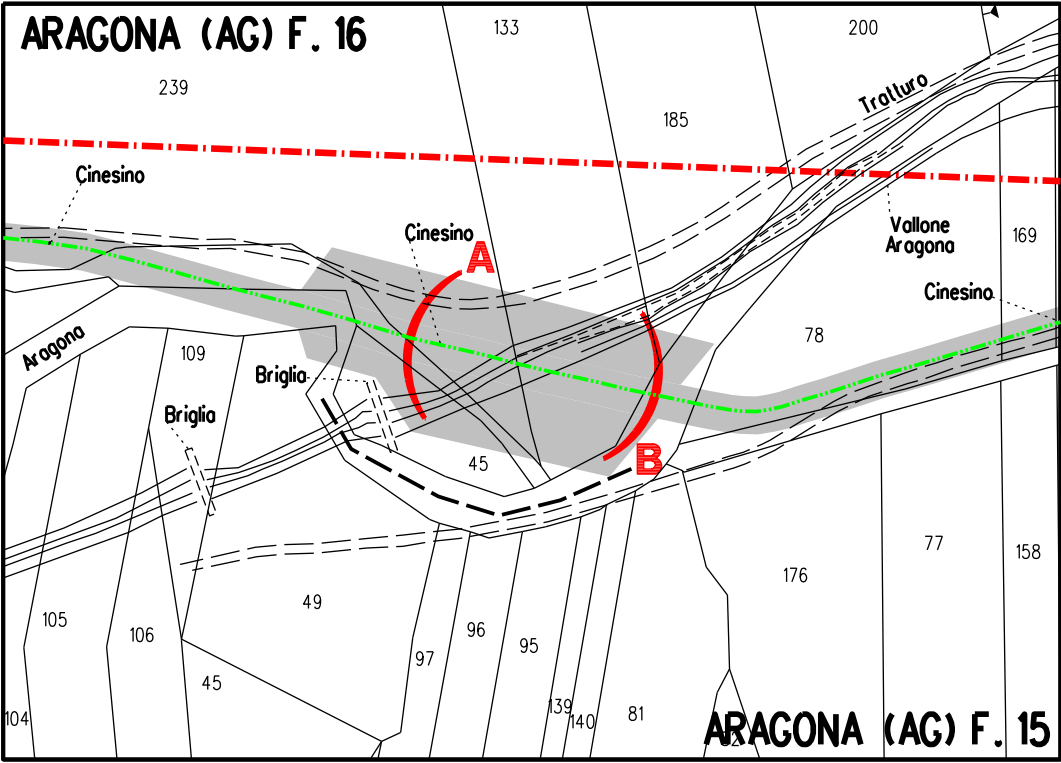 ARAGONA (AG) F. 16
133
200
239
185
Tratturo
Cinesino
Cinesino
A
Vallone
Aragona
169
Cinesino
Aragona
109
78
Briglia
Briglia
45
B
77
158
176
49
105
106
96
95
97
45
104
139
140
81
ARAGONA (AG) F. 15